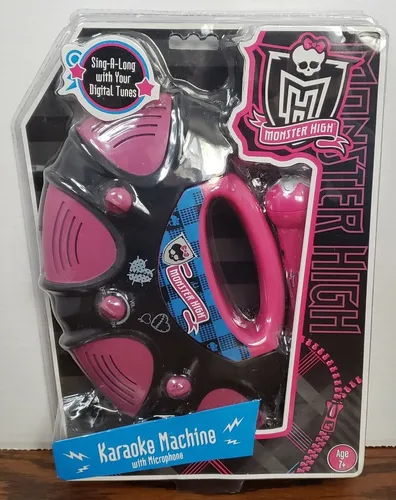 Sing-A-Long
with Your
Digital Tunes
MONSTER HIGH
MONSTER HIGH
MONSTER HIGH
Karaoke Machine
with Microphone
Age
7+